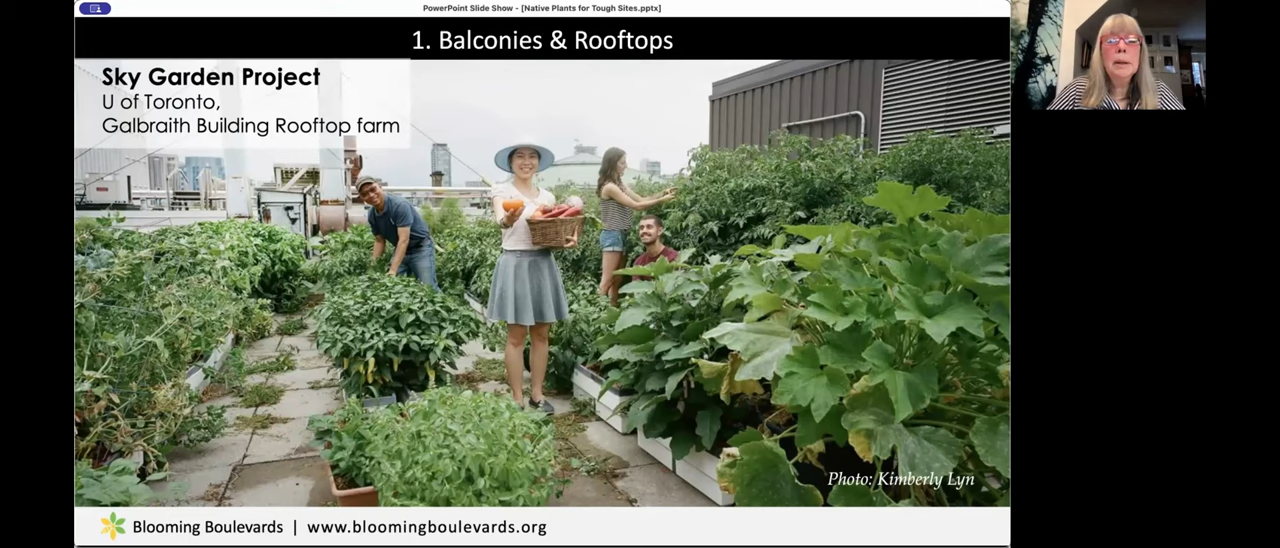 PowerPoint Slide Show - [Native Plants for Tough Sites.pptx]
1. Balconies & Rooftops
Sky Garden Project
U of Toronto,
Galbraith Building Rooftop farm
Photo: Kimberly Lyn
Blooming Boulevards | www.bloomingboulevards.org